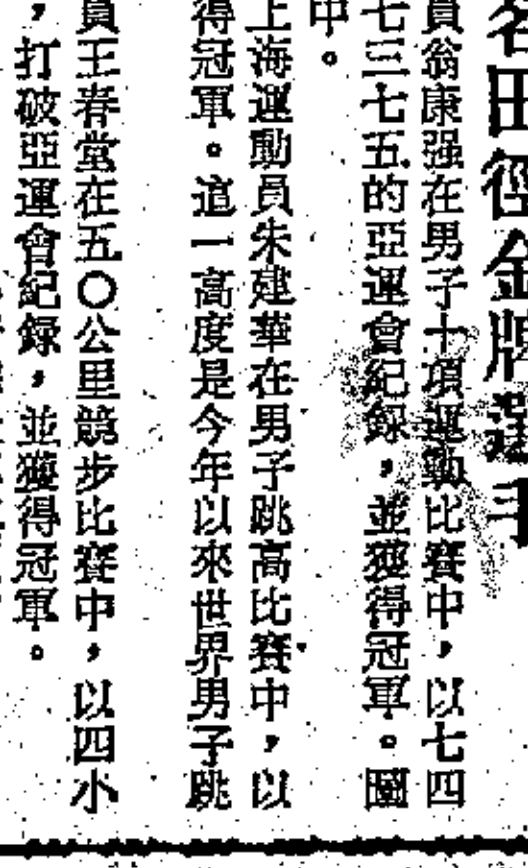 名田徑金牌選手
員翁康强在男子十項運動比賽中，以七四
七三七五的亞運會紀錄，並獲得冠軍。圖
中。
上海運動員朱建華在男子跳高比賽中，以
得冠軍。這一高度是今年以來世界男子跳
員王春堂在五〇公里競步比賽中，以四小
，打破亞運會紀錄，並獲得冠軍。